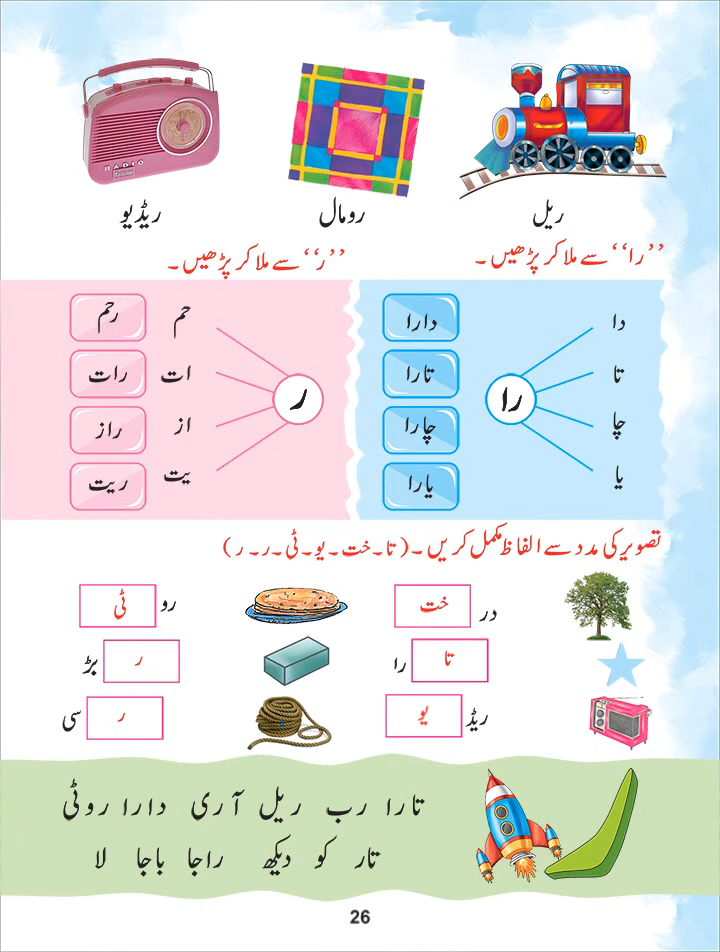 RADIO
ریل رومال ریڈیو
’’را‘‘ سے ملا کر پڑھیں۔
’’ر‘‘ سے ملا کر پڑھیں۔
دا را دارا
تا تارا
چا چارا
یا یارا
حم ر رحم
ات رات
از راز
یت ریت
تصویر کی مدد سے الفاظ مکمل کریں۔ (تا۔خت۔یو۔ٹی۔ر۔ر)
در خت رو ٹی
تا را ر بڑ
ریڈ یو ر سی
تارا رب ریل آری دارا روٹی
تار کو دیکھ راجا باجا لا
26